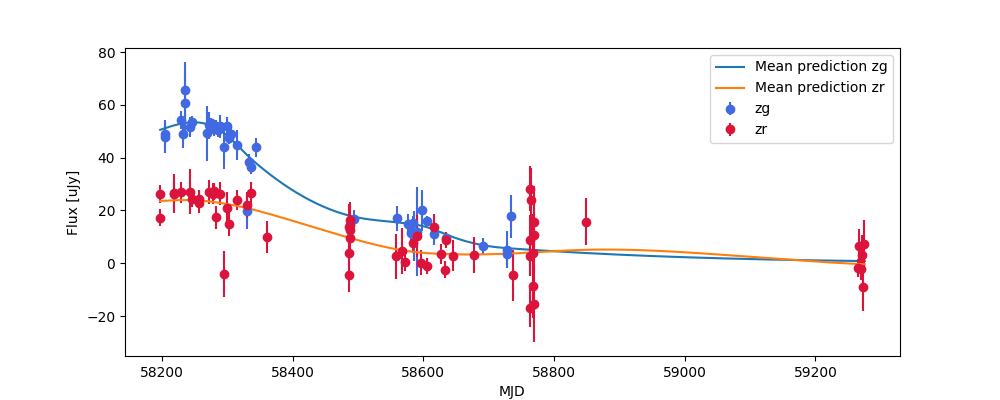 80
60
40
20
0
−20
Flux [uJy]
58200
58400
58600
58800
59000
59200
MJD
Mean prediction zg
Mean prediction zr
zg
zr